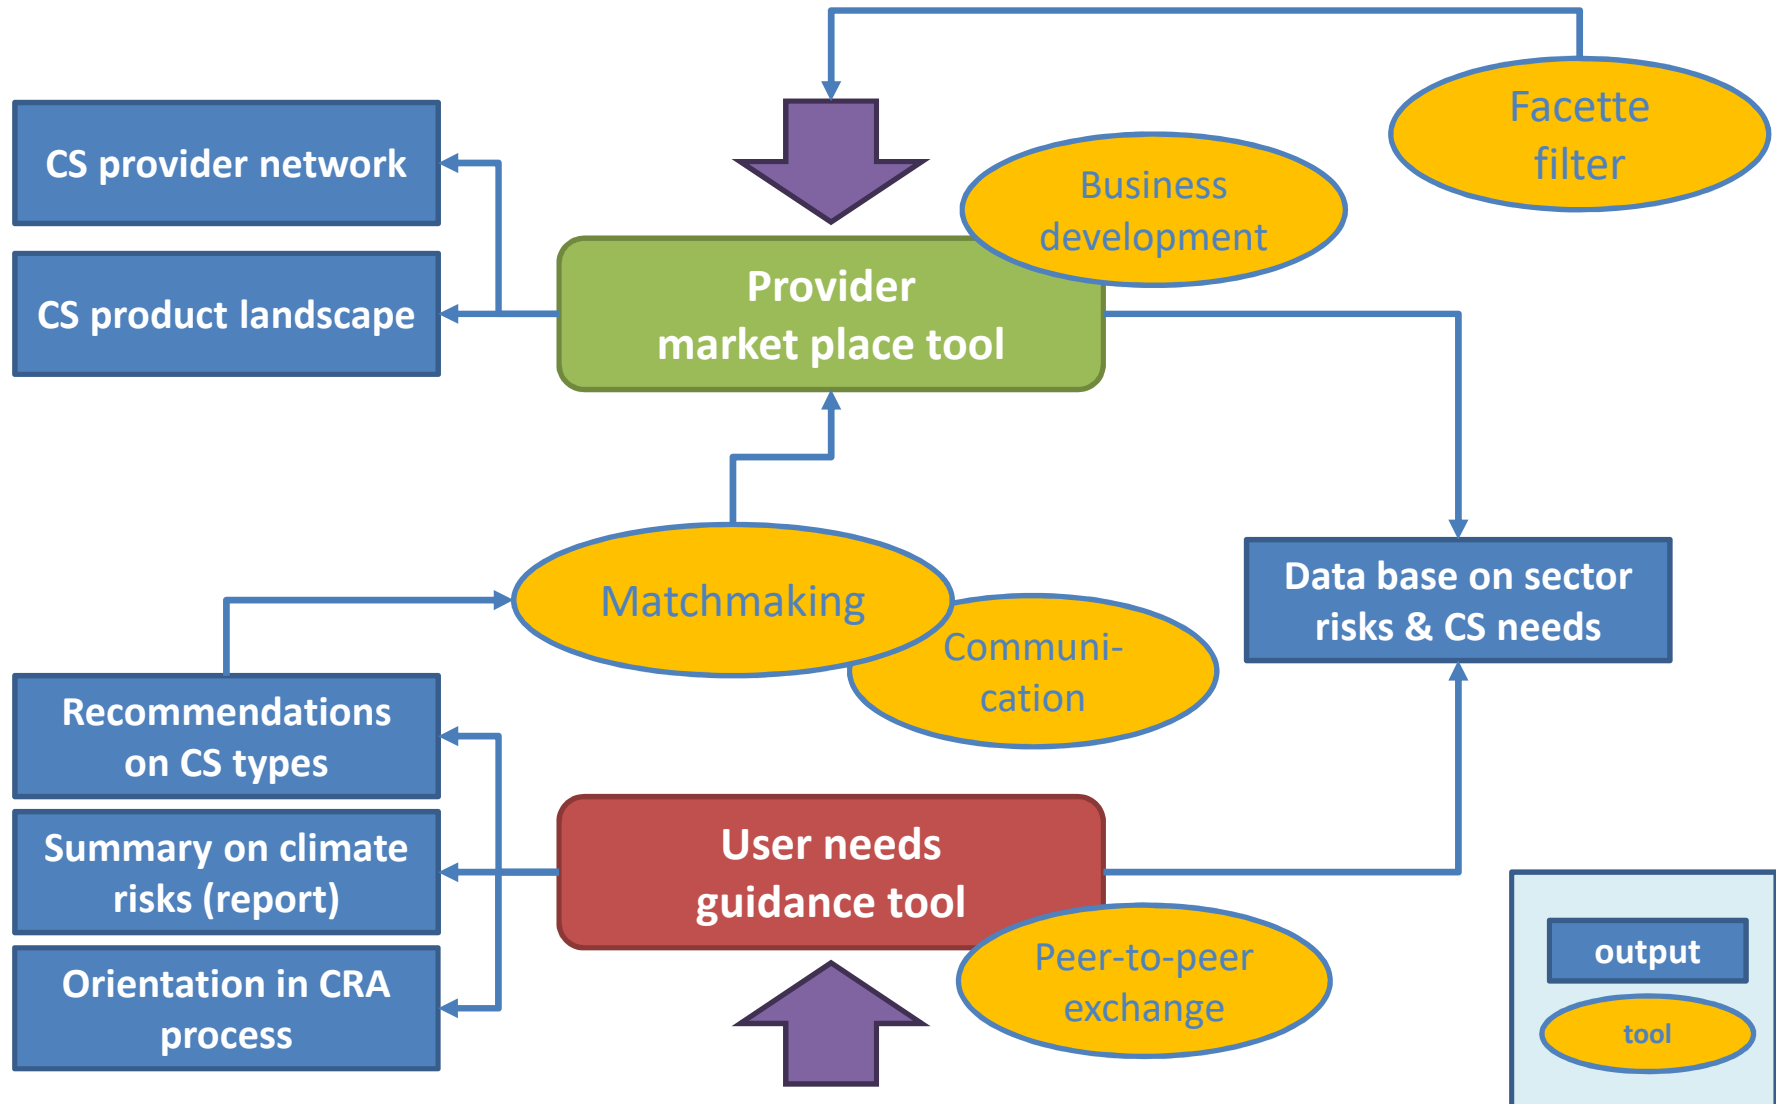 Facette
filter
CS provider network
Business
development
CS product landscape
Provider
market place tool
Matchmaking
Communi-
cation
Data base on sector
risks & CS needs
Recommendations
on CS types
Summary on climate
risks (report)
User needs
guidance tool
Orientation in CRA
process
Peer-to-peer
exchange
output
tool